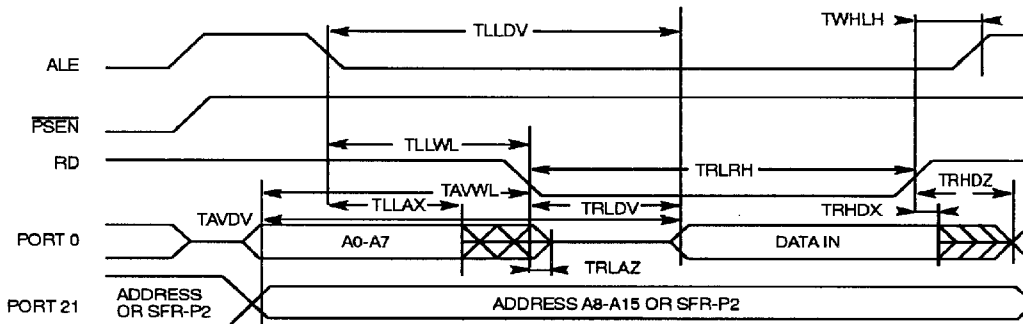 TLLDV
TWHLH
ALE
PSEN
TLLWL
RD
TRLRH
TAVWL
TRHDZ
TAVDV
TLLAX
TRLDV
TRHDX
PORT 0
A0-A7
DATA IN
TRLAZ
PORT 21
ADDRESS
OR SFR-P2
ADDRESS A8-A15 OR SFR-P2